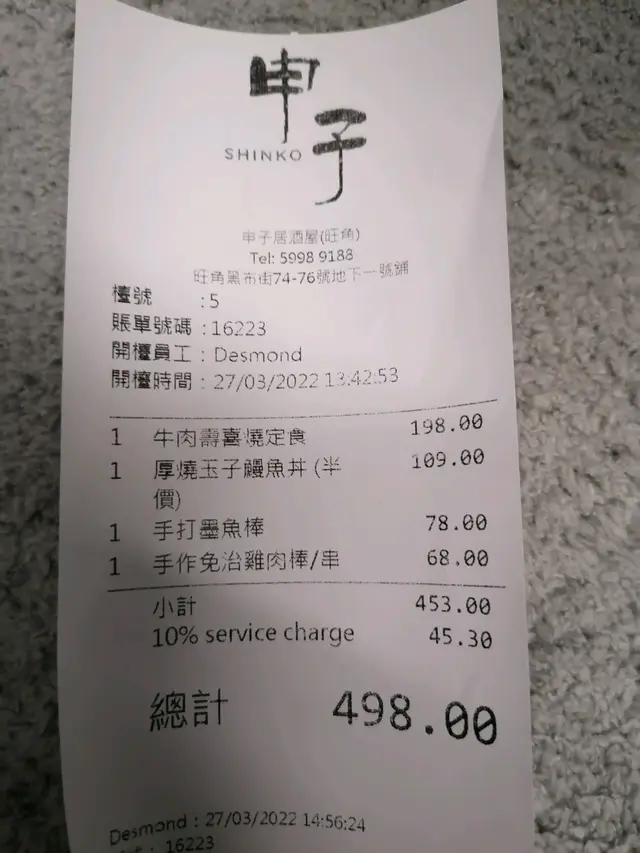 申子
SHINKO
申子居酒屋(旺角)
Tel: 5998 9188
旺角黑布街74-76號地下一號舖
檯號 :5
賬單號碼 :16223
開檯員工 : Desmond
開檯時間 : 27/03/2022 13:42:53
1 牛肉壽喜燒定食 198.00
1 厚燒玉子鰻魚丼 (半 109.00
價)
1 手打墨魚棒 78.00
1 手作免治雞肉棒/串 68.00
小計 453.00
10% service charge 45.30
總計 498.00
Desmond : 27/03/2022 14:56:24
: 16223